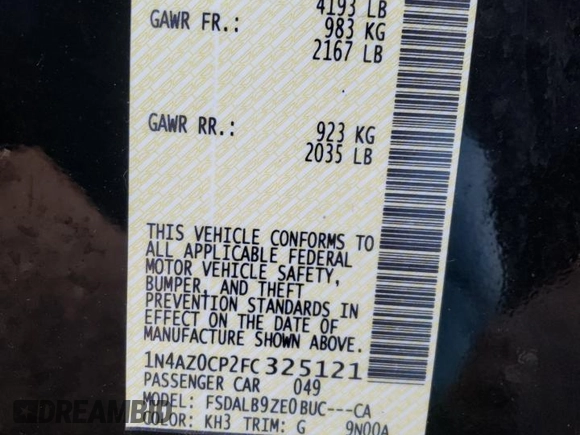 4193 LB
GAWR FR.: 983 KG
2167 LB
GAWR RR.: 923 KG
2035 LB
THIS VEHICLE CONFORMS TO
ALL APPLICABLE FEDERAL
MOTOR VEHICLE SAFETY,
BUMPER, AND THEFT
PREVENTION STANDARDS IN
EFFECT ON THE DATE OF
MANUFACTURE SHOWN ABOVE.
1N4AZ0CP2FC325121
PASSENGER CAR 049
MODEL: FSDALB9ZE0BUC---CA
COLOR: KH3 TRIM: G 9N00A
DREAMBID